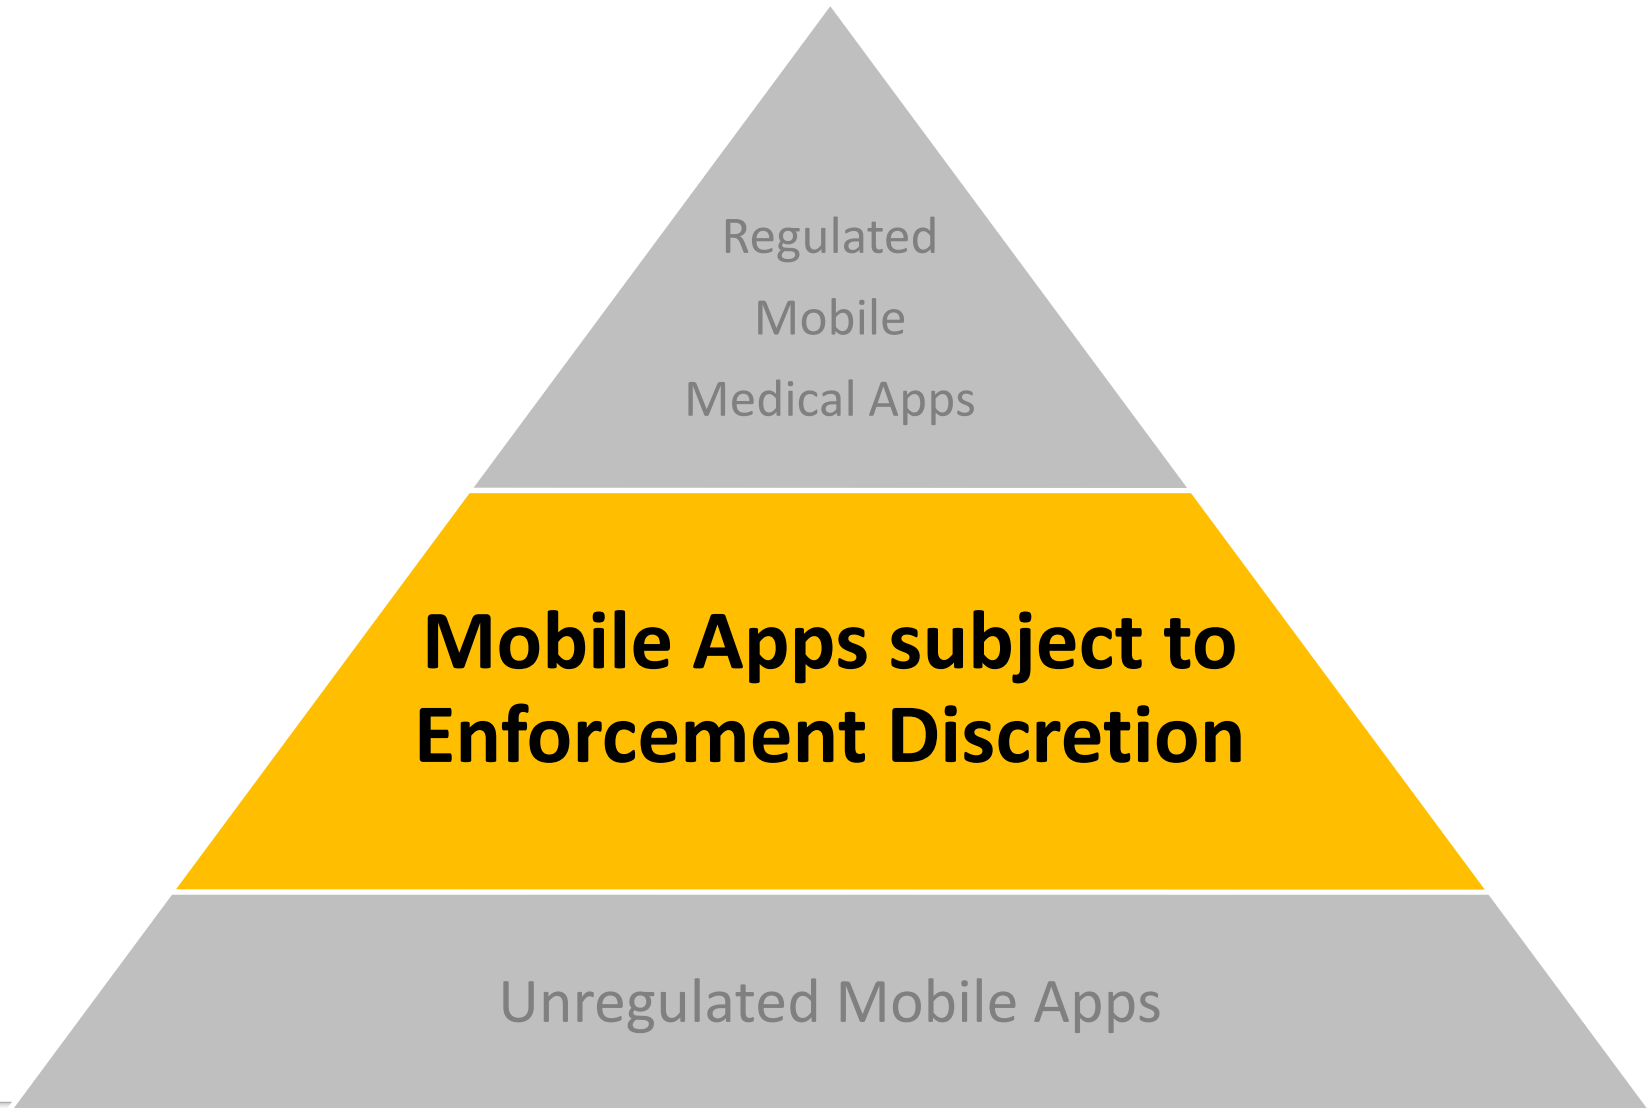 Regulated
Mobile
Medical Apps
Mobile Apps subject to
Enforcement Discretion
Unregulated Mobile Apps